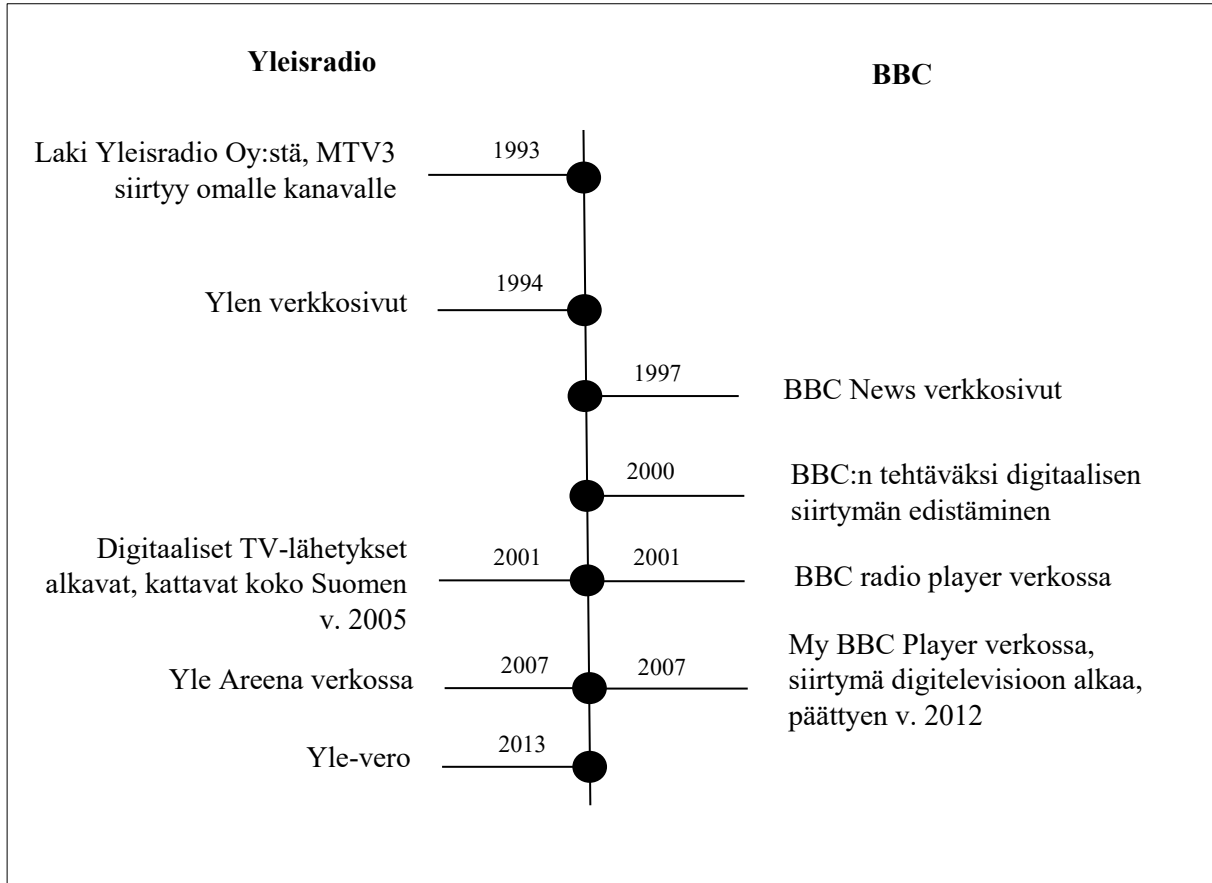 Yleisradio
BBC
1993
Laki Yleisradio Oy:stä, MTV3
siirtyy omalle kanavalle
1994
Ylen verkkosivut
1997
BBC News verkkosivut
2000
BBC:n tehtäväksi digitaalisen
siirtymän edistäminen
Digitaaliset TV-lähetykset
alkavat, kattavat koko Suomen
v. 2005
2001
2001
BBC radio player verkossa
Yle Areena verkossa
2007
2007
My BBC Player verkossa,
siirtymä digitelevisioon alkaa,
päättyen v. 2012
2013
Yle-vero